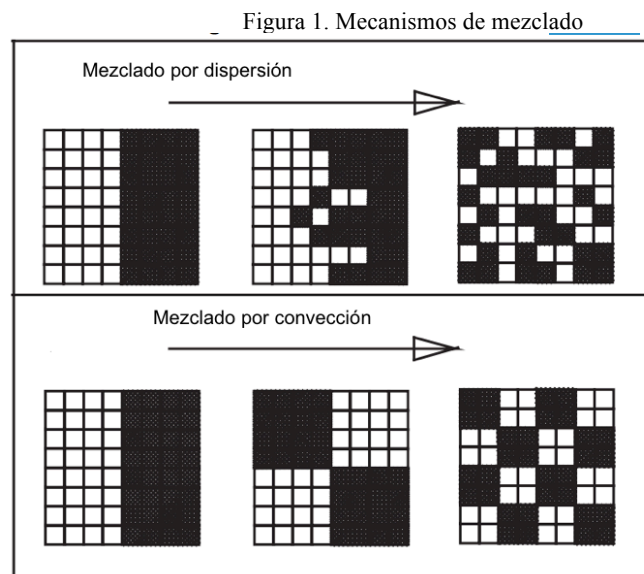 Figura 1. Mecanismos de mezclado
Mezclado por dispersión
Mezclado por convección